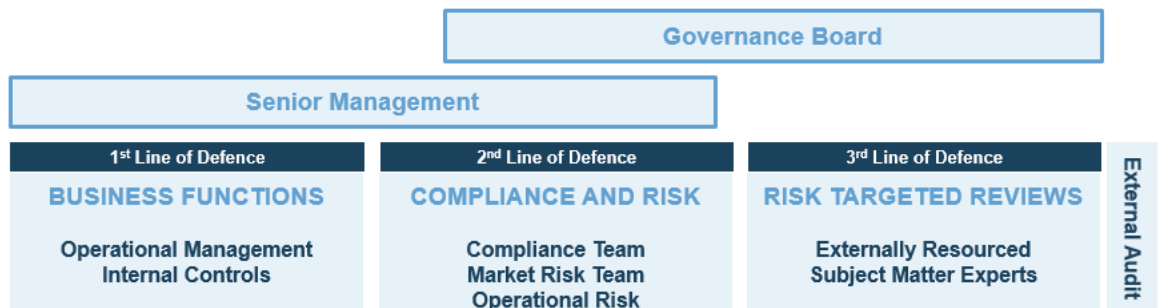 Governance Board
Senior Management
1st Line of Defence
BUSINESS FUNCTIONS
Operational Management
Internal Controls
2nd Line of Defence
COMPLIANCE AND RISK
Compliance Team
Market Risk Team
Operational Risk
3rd Line of Defence
RISK TARGETED REVIEWS
Externally Resourced
Subject Matter Experts
External Audit